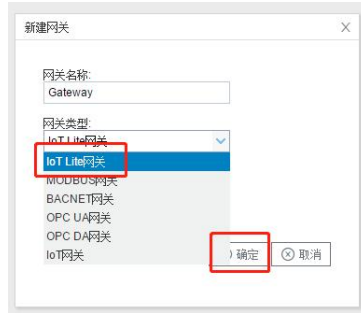 新建网关
网关名称:
Gateway
网关类型:
IoT Lite网关
IoT Lite网关
MODBUS网关
BACNET网关
OPC UA网关
OPC DA网关
IoT网关
确定 取消